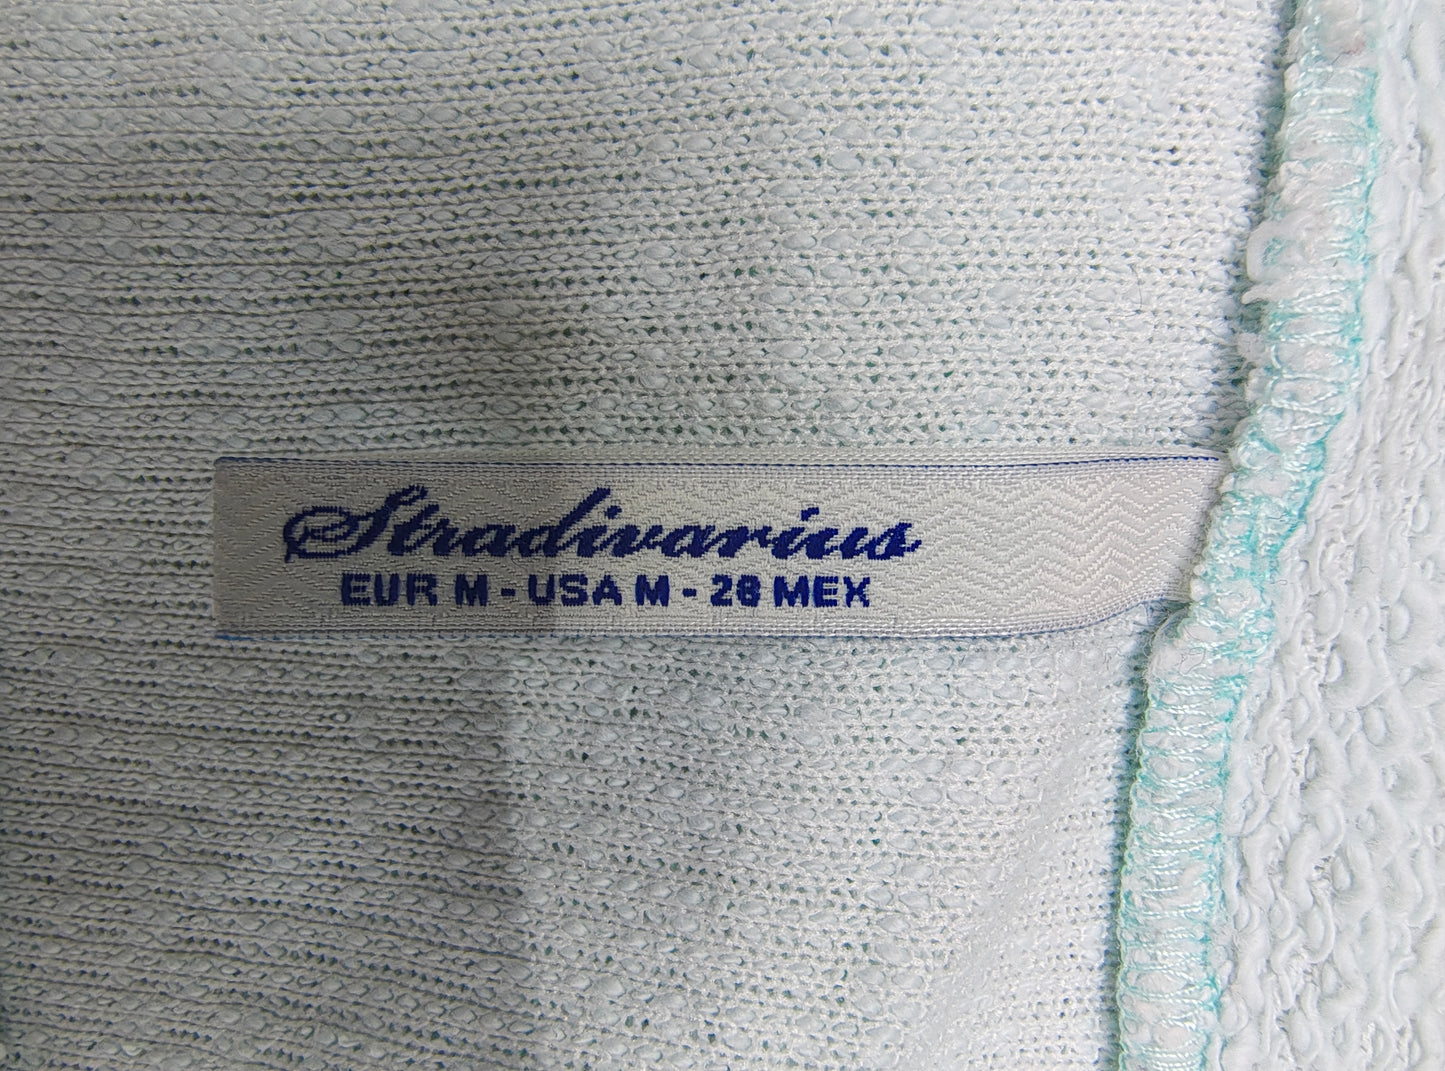 Stradivarius
EUR M - USA M - 28 MEX